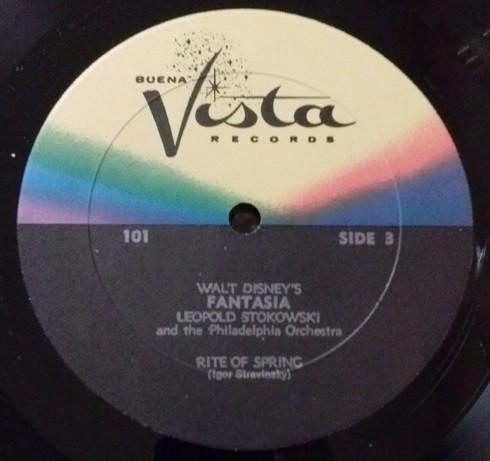 BUENA
Vista
RECORDS
101 SIDE 3
WALT DISNEY'S
FANTASIA
LEOPOLD STOKOWSKI
and the Philadelphia Orchestra
RITE OF SPRING
(Igor Stravinsky)